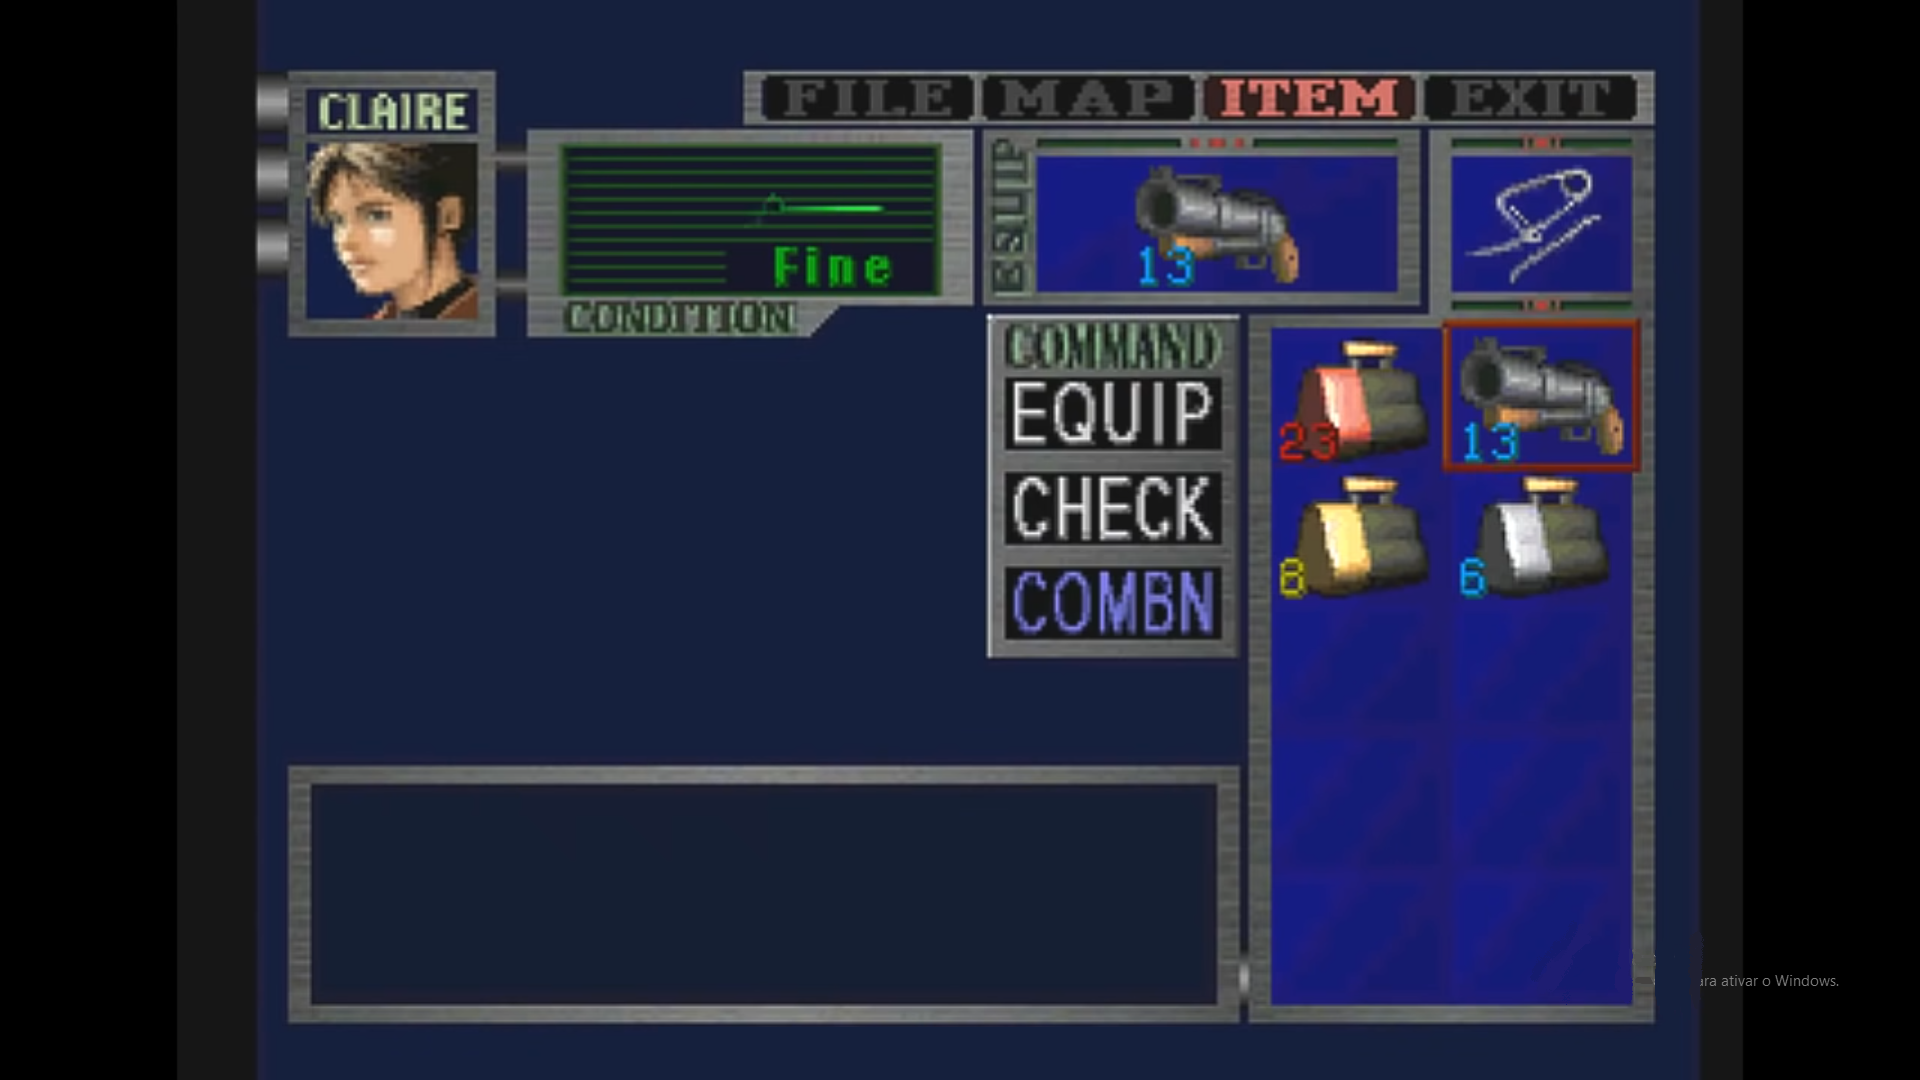 FILE MAP ITEM EXIT
CLAIRE
EQUIP
13
Fine
CONDITION
COMMAND
EQUIP
CHECK
COMBN
23
13
6
6
ara ativar o Windows.